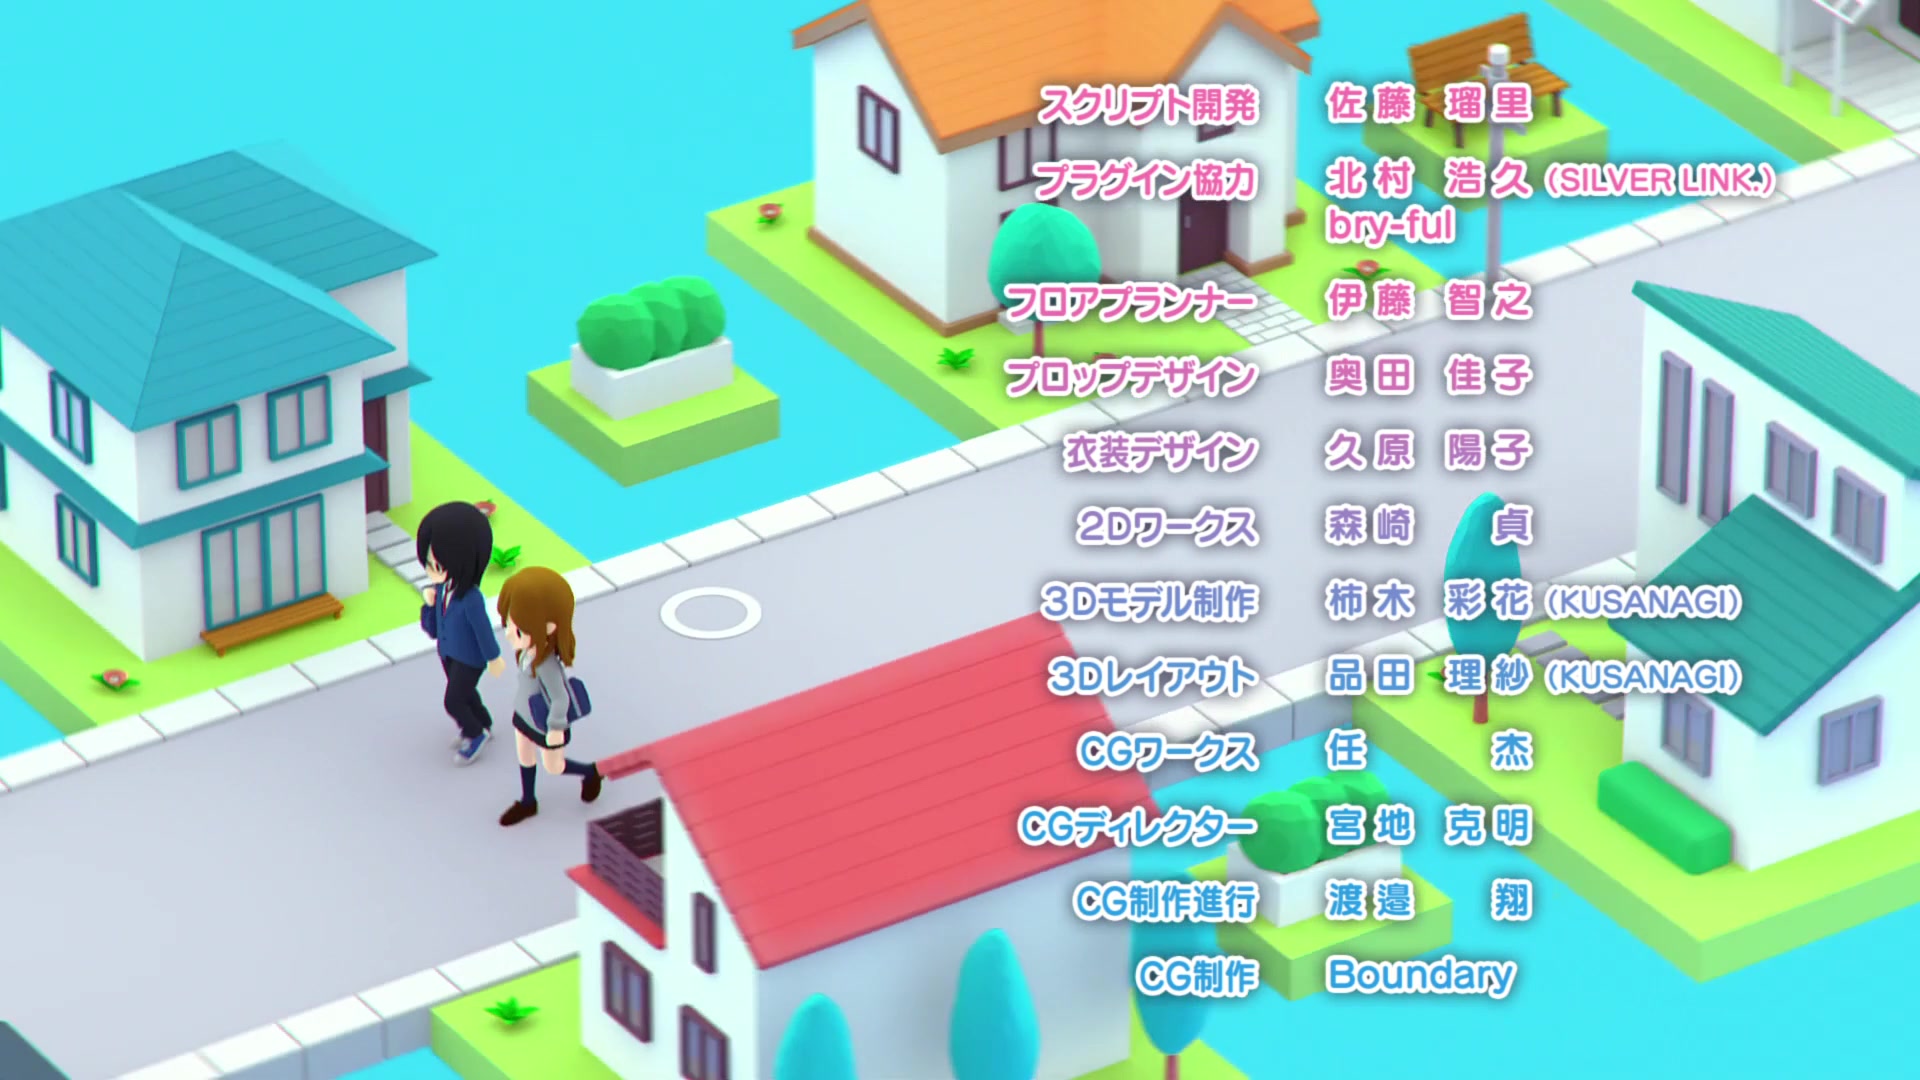 スクリプト開発 佐藤 瑠里
プラグイン協力 北村 浩久 (SILVER LINK.)
bry-ful
フロアプランナー 伊藤 智之
プロップデザイン 奥田 佳子
衣装デザイン 久原 陽子
2Dワークス 森崎 貞
3Dモデル制作 柿木 彩花 (KUSANAGI)
3Dレイアウト 品田 理紗 (KUSANAGI)
CGワークス 任 杰
CGディレクター 宮地 克明
CG制作進行 渡邉 翔
CG制作 Boundary